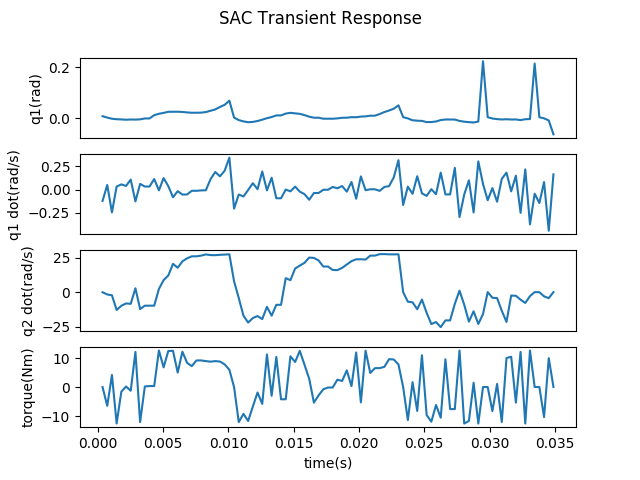 SAC Transient Response
q1(rad)
0.2
0.0
q1 dot(rad/s)
0.25
0.00
−0.25
q2 dot(rad/s)
25
0
−25
torque(Nm)
10
0
−10
0.000 0.005 0.010 0.015 0.020 0.025 0.030 0.035
time(s)